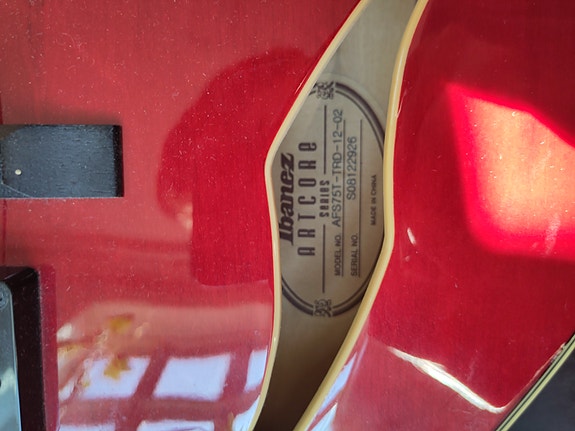 Ibanez
ARTCORE
SERIES
MODEL NO. AFS75T-TRD-12-02
SERIAL NO. S08122926
MADE IN CHINA